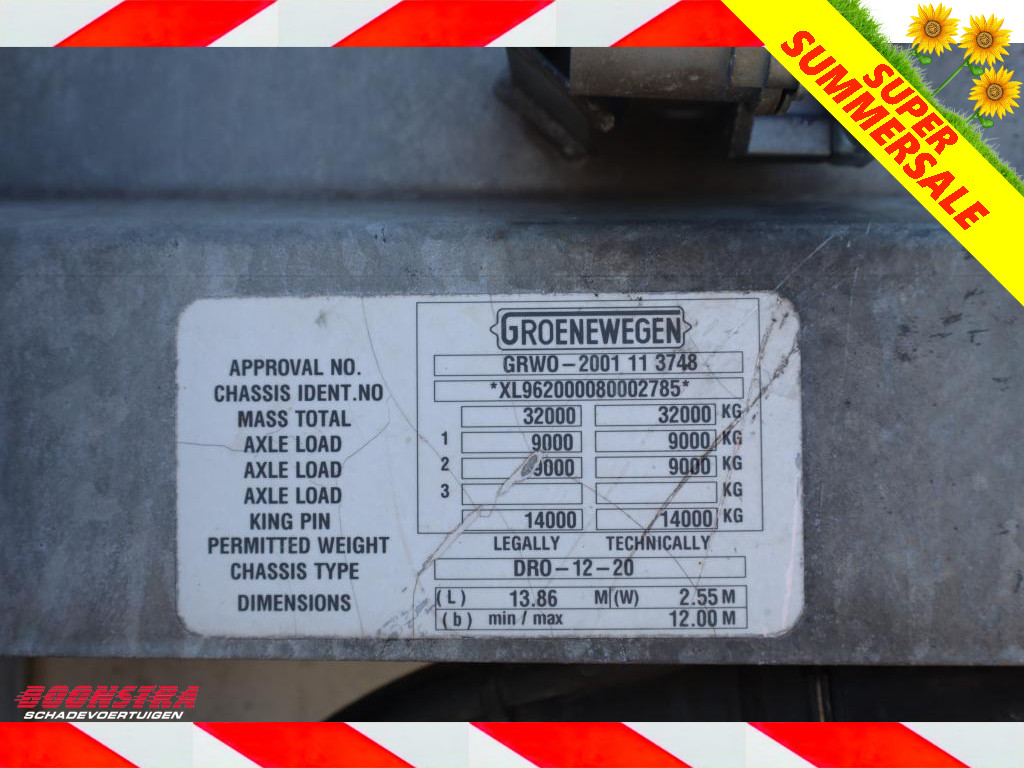 SUPER
SUMMERSALE
GROENEWEGEN
APPROVAL NO. GRWO-2001 11 3748
CHASSIS IDENT.NO *XL962000080002785*
MASS TOTAL 32000 32000 KG
AXLE LOAD 1 9000 9000 KG
AXLE LOAD 2 9000 9000 KG
AXLE LOAD 3 KG
KING PIN 14000 14000 KG
PERMITTED WEIGHT LEGALLY TECHNICALLY
CHASSIS TYPE DRO-12-20
DIMENSIONS (L) 13.86 M (W) 2.55 M
(b) min / max 12.00 M
BOONSTRA
SCHADEVOERTUIGEN